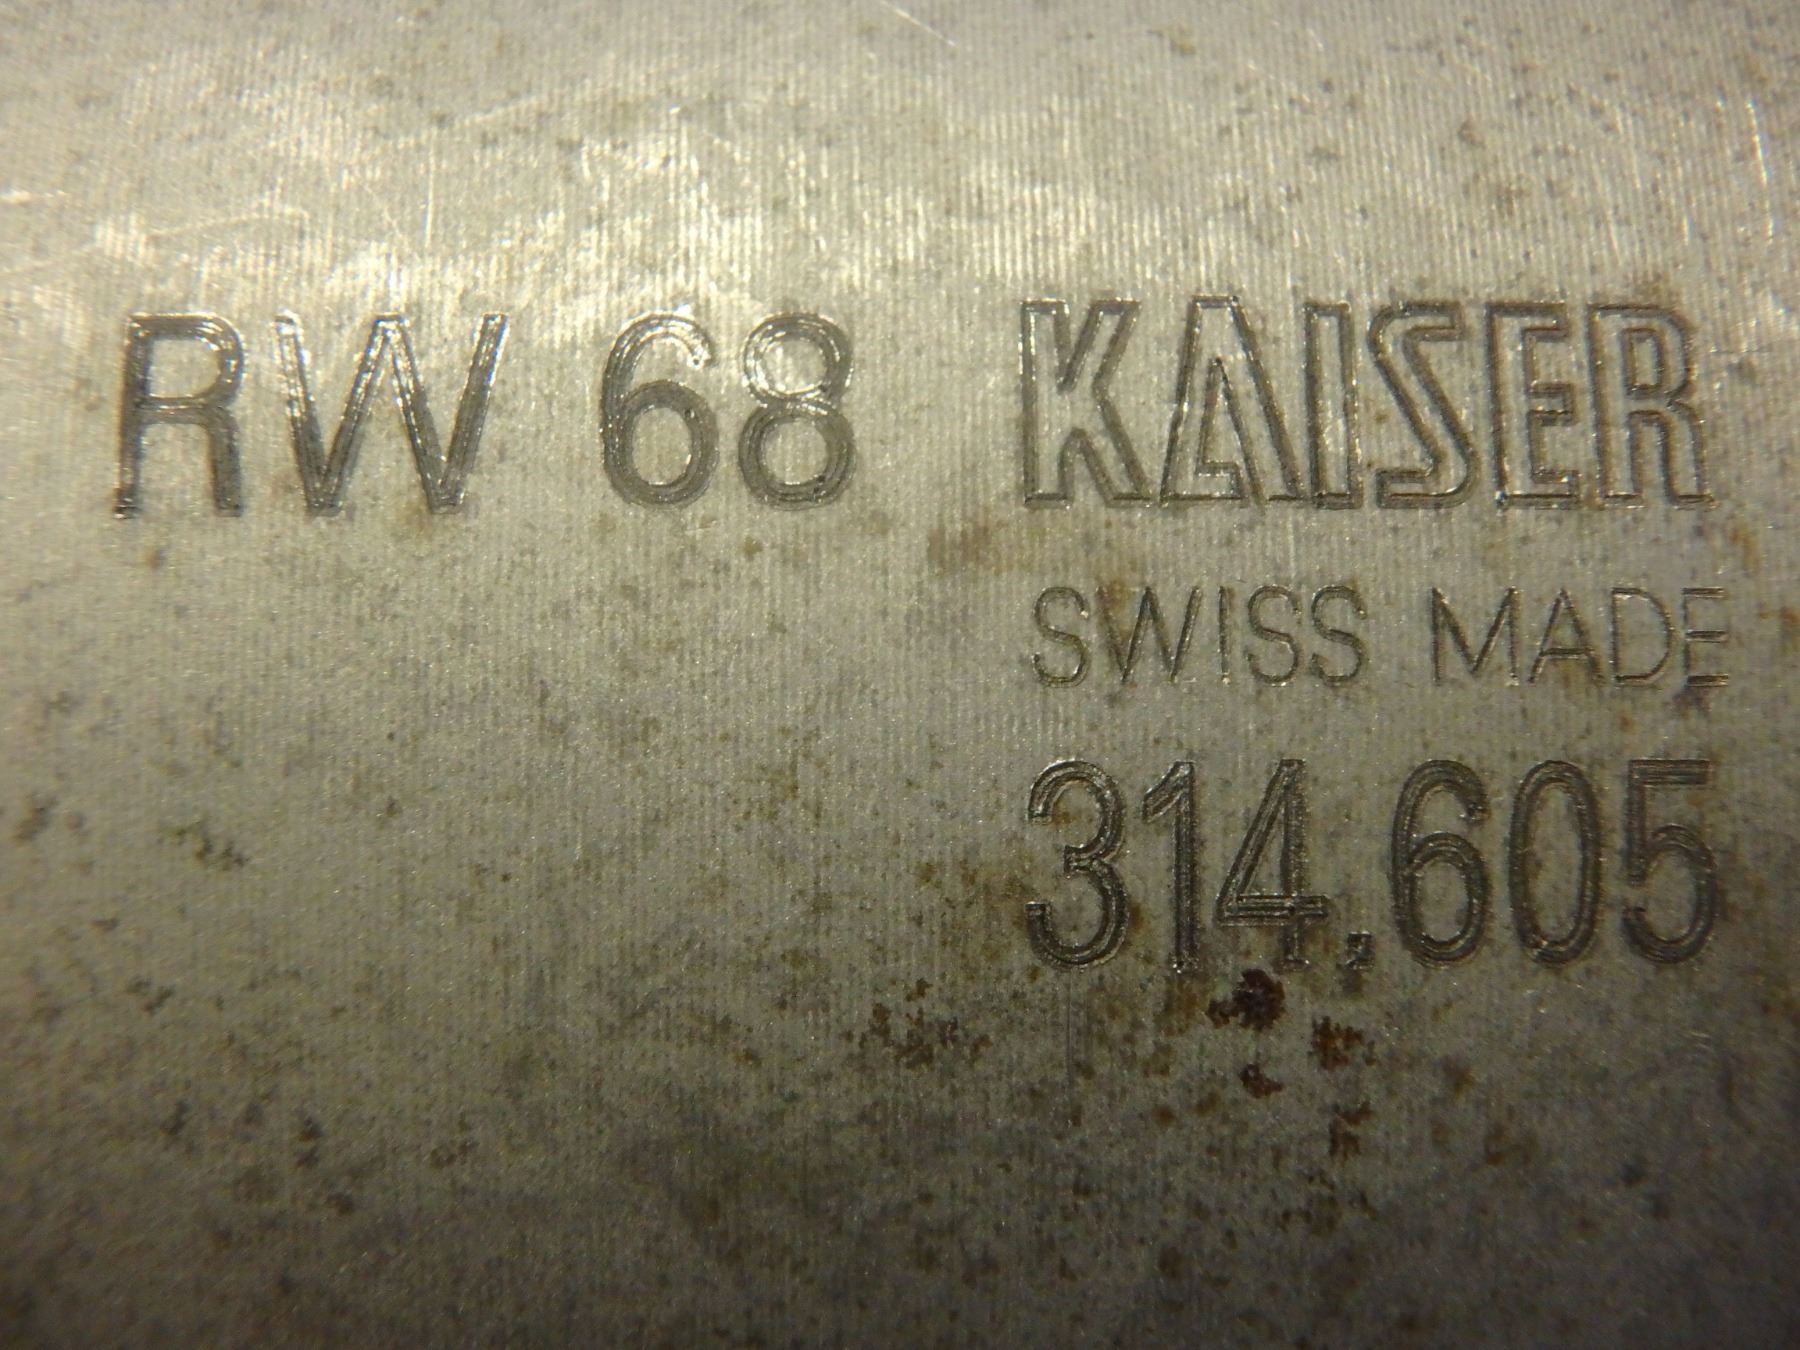 RW 68 KAISER
SWISS MADE
314,605